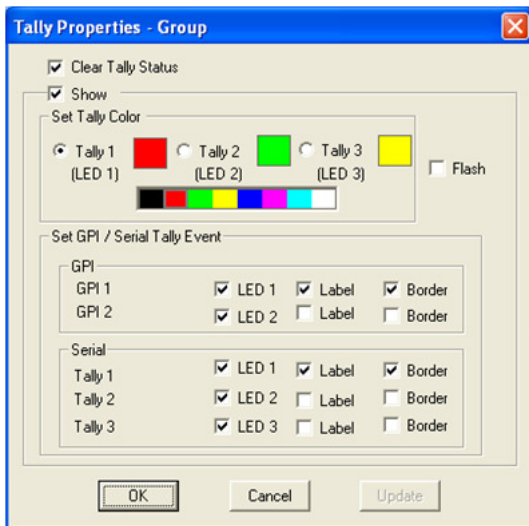 Tally Properties - Group
Clear Tally Status
Show
Set Tally Color
Tally 1 (LED 1)
Tally 2 (LED 2)
Tally 3 (LED 3)
Flash
Set GPI / Serial Tally Event
GPI
GPI 1 LED 1 Label Border
GPI 2 LED 2 Label Border
Serial
Tally 1 LED 1 Label Border
Tally 2 LED 2 Label Border
Tally 3 LED 3 Label Border
OK Cancel Update